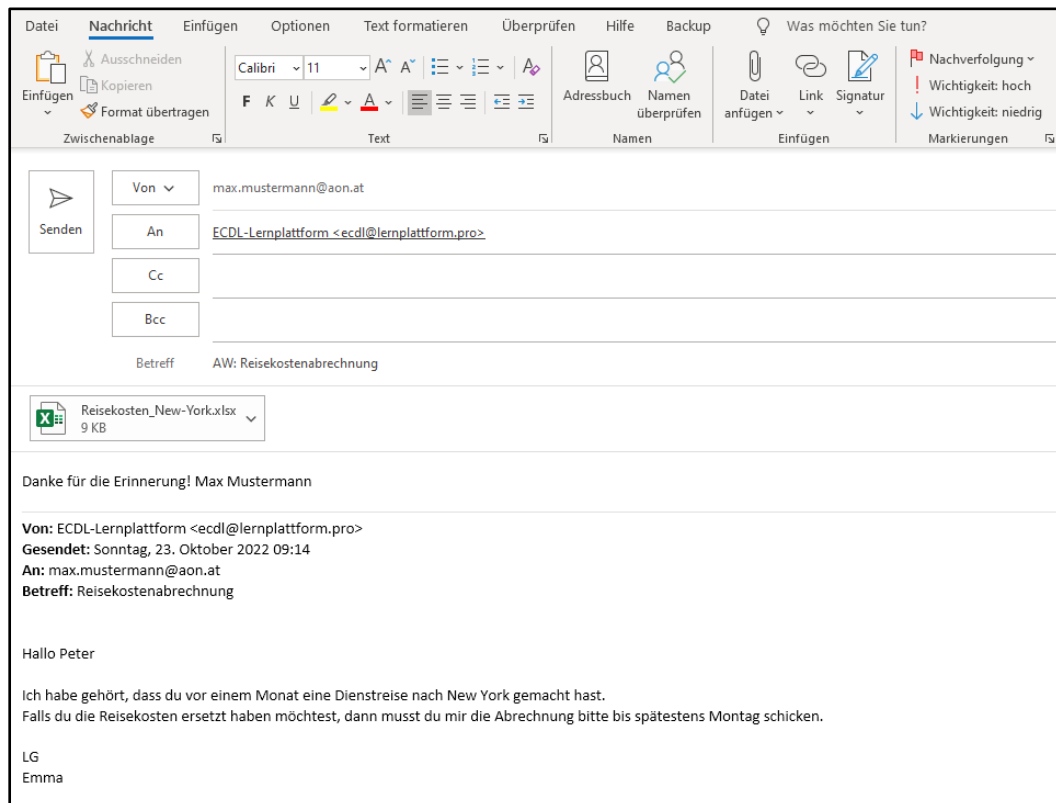 Datei Nachricht Einfügen Optionen Text formatieren Überprüfen Hilfe Backup Was möchten Sie tun?
Einfügen
Ausschneiden
Kopieren
Format übertragen
Zwischenablage
Calibri 11
F K U
Text
Adressbuch
Namen überprüfen
Namen
Datei anfügen
Link
Signatur
Einfügen
Nachverfolgung
Wichtigkeit: hoch
Wichtigkeit: niedrig
Markierungen
Senden
Von max.mustermann@aon.at
An ECDL-Lernplattform <ecdl@lernplattform.pro>
Cc
Bcc
Betreff AW: Reisekostenabrechnung
Reisekosten_New-York.xlsx
9 KB
Danke für die Erinnerung! Max Mustermann
Von: ECDL-Lernplattform <ecdl@lernplattform.pro>
Gesendet: Sonntag, 23. Oktober 2022 09:14
An: max.mustermann@aon.at
Betreff: Reisekostenabrechnung
Hallo Peter
Ich habe gehört, dass du vor einem Monat eine Dienstreise nach New York gemacht hast.
Falls du die Reisekosten ersetzt haben möchtest, dann musst du mir die Abrechnung bitte bis spätestens Montag schicken.
LG
Emma